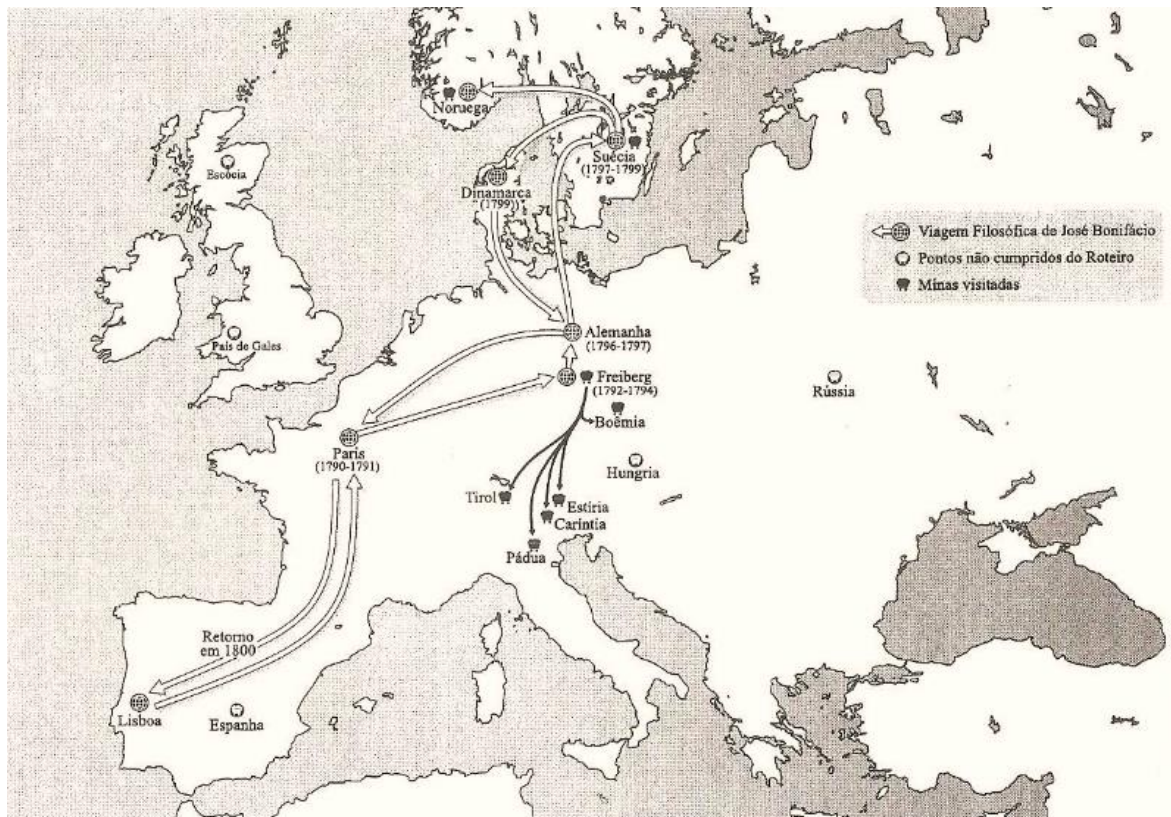 Noruega
Suécia
(1797-1799)
Escócia
Dinamarca
(1799))
Viagem Filosófica de José Bonifácio
Pontos não cumpridos do Roteiro
Minas visitadas
País de Gales
Alemanha
(1796-1797)
Freiberg
(1792-1794)
Rússia
Boêmia
Paris
(1790-1791)
Hungria
Tirol
Estíria
Caríntia
Pádua
Retorno
em 1800
Lisboa
Espanha